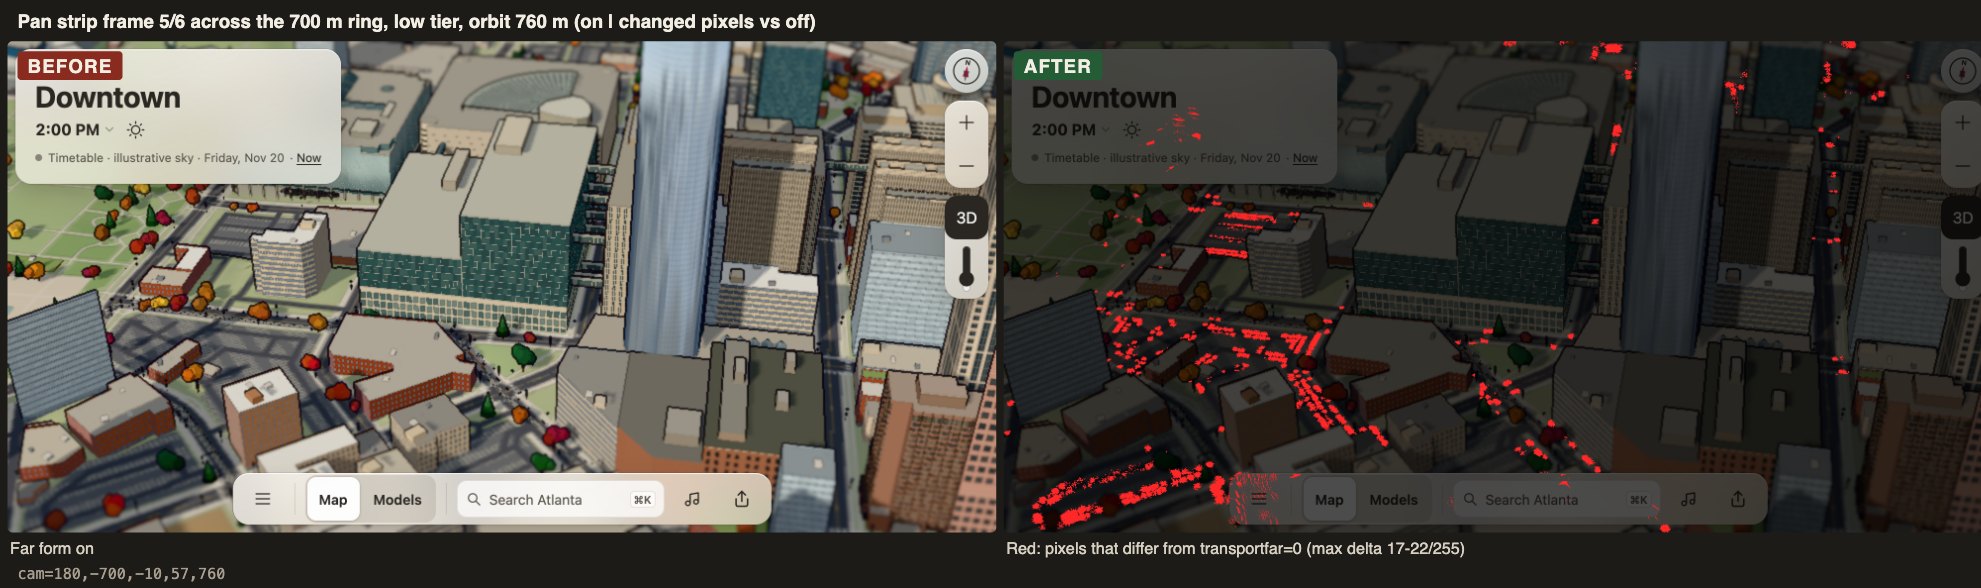 Pan strip frame 5/6 across the 700 m ring, low tier, orbit 760 m (on | changed pixels vs off)
BEFORE
Downtown
2:00 PM
Timetable · illustrative sky · Friday, Nov 20 · Now
N
+
−
3D
Map Models Search Atlanta ⌘K
Far form on
cam=180,-700,-10,57,760
AFTER
Downtown
2:00 PM
Timetable · illustrative sky · Friday, Nov 20 · Now
N
+
−
3D
Map Models Search Atlanta ⌘K
Red: pixels that differ from transportfar=0 (max delta 17-22/255)